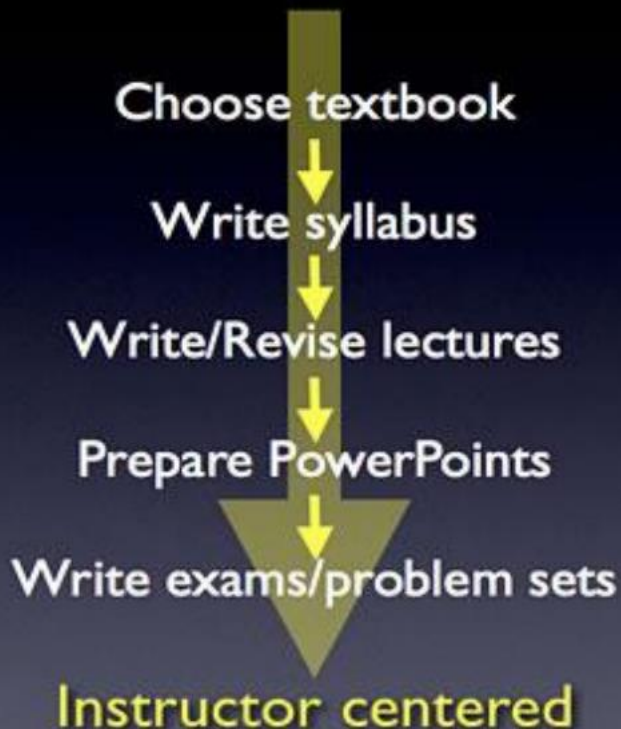 Choose textbook
Write syllabus
Write/Revise lectures
Prepare PowerPoints
Write exams/problem sets
Instructor centered